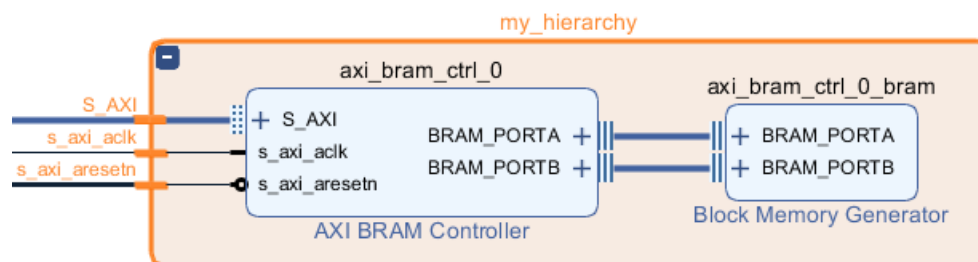 my_hierarchy
axi_bram_ctrl_0
axi_bram_ctrl_0_bram
S_AXI
s_axi_aclk
s_axi_aresetn
S_AXI
s_axi_aclk
s_axi_aresetn
BRAM_PORTA
BRAM_PORTB
BRAM_PORTA
BRAM_PORTB
AXI BRAM Controller
Block Memory Generator